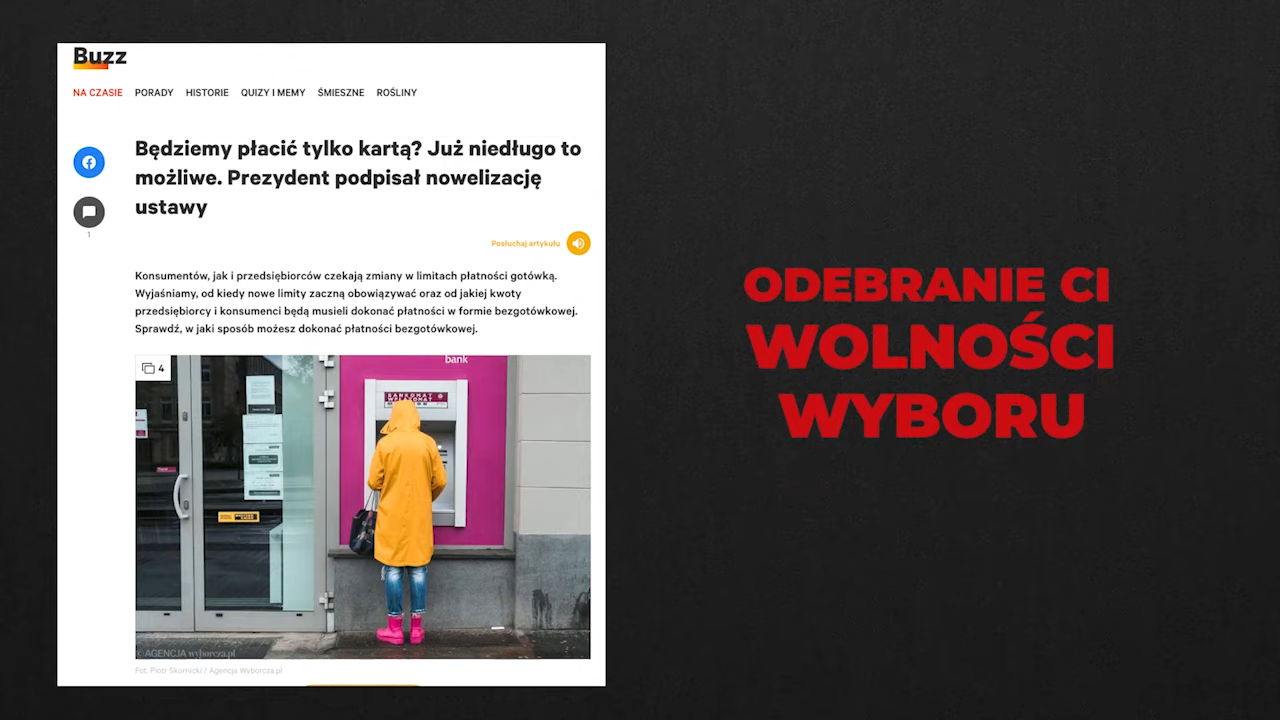 Buzz
NA CZASIE PORADY HISTORIE QUIZY I MEMY ŚMIESZNE ROŚLINY
Będziemy płacić tylko kartą? Już niedługo to
możliwe. Prezydent podpisał nowelizację
ustawy
1
Posłuchaj artykułu
Konsumentów, jak i przedsiębiorców czekają zmiany w limitach płatności gotówką.
Wyjaśniamy, od kiedy nowe limity zaczną obowiązywać oraz od jakiej kwoty
przedsiębiorcy i konsumenci będą musieli dokonać płatności w formie bezgotówkowej.
Sprawdź, w jaki sposób możesz dokonać płatności bezgotówkowej.
4
bank
BANKOMAT
AGENCJA wyborcza.pl
Fot. Piotr Skornicki / Agencja Wyborcza.pl
ODEBRANIE CI
WOLNOŚCI
WYBORU